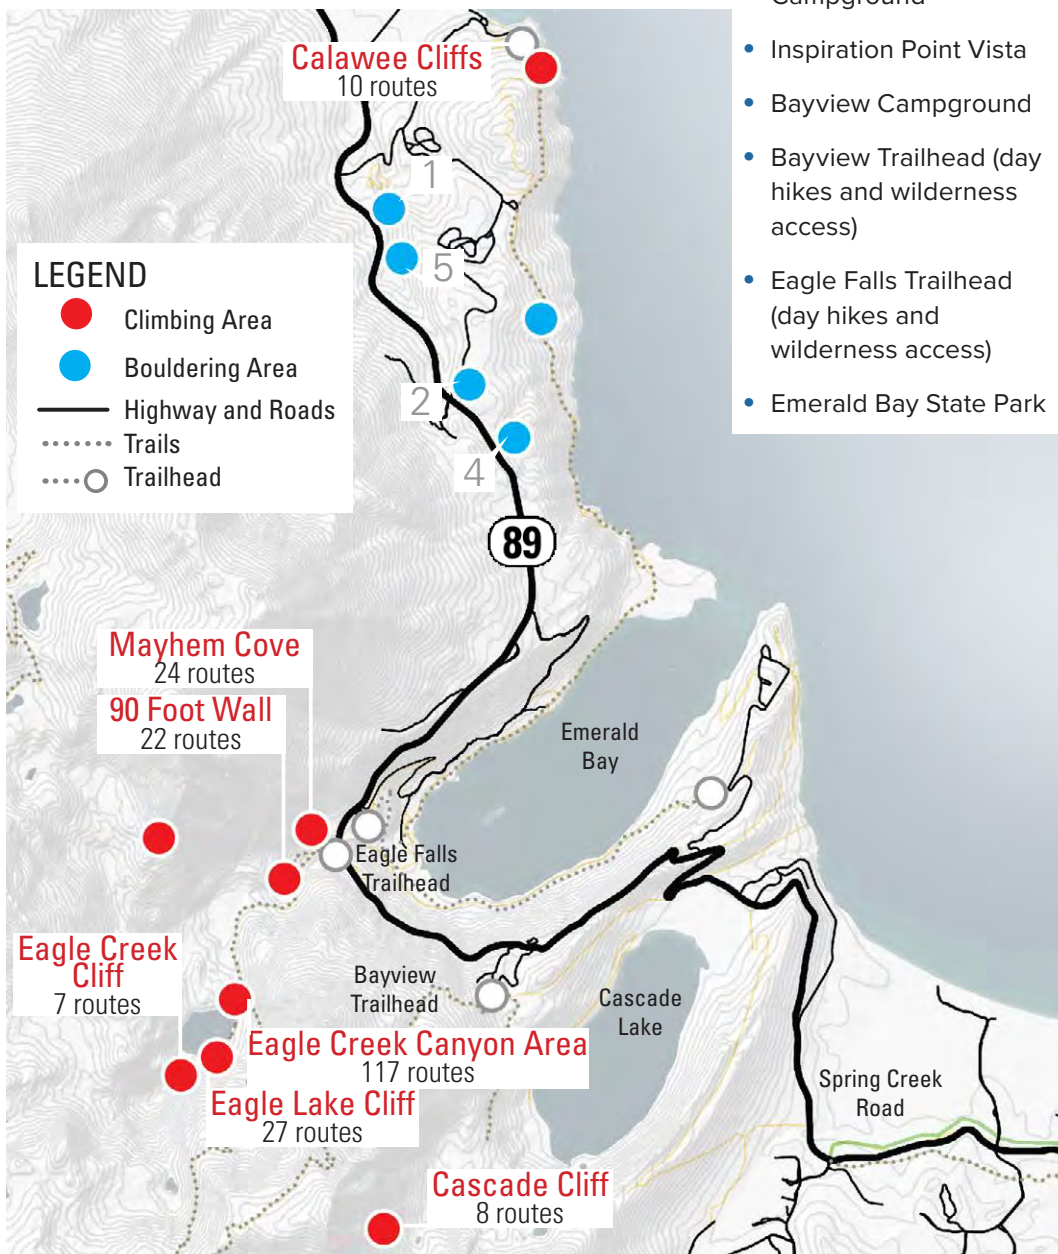 Calawee Cliffs
10 routes
1
5
2
4
LEGEND
Climbing Area
Bouldering Area
Highway and Roads
Trails
Trailhead
89
Mayhem Cove
24 routes
90 Foot Wall
22 routes
Emerald
Bay
Eagle Falls
Trailhead
Eagle Creek
Cliff
7 routes
Bayview
Trailhead
Cascade
Lake
Eagle Creek Canyon Area
117 routes
Eagle Lake Cliff
27 routes
Spring Creek
Road
Cascade Cliff
8 routes
Campground
• Inspiration Point Vista
• Bayview Campground
• Bayview Trailhead (day
hikes and wilderness
access)
• Eagle Falls Trailhead
(day hikes and
wilderness access)
• Emerald Bay State Park